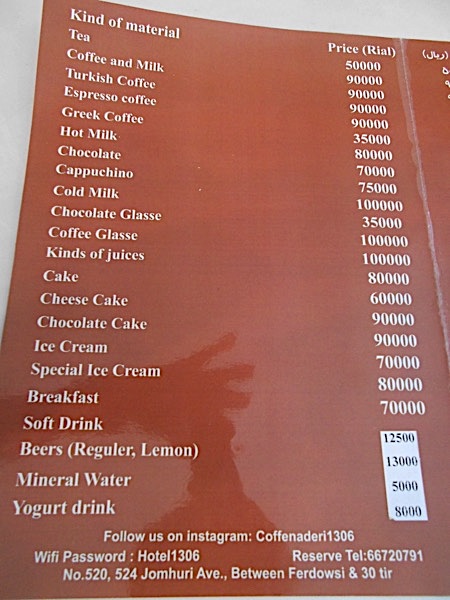 Kind of material
Tea
Coffee and Milk
Turkish Coffee
Espresso coffee
Greek Coffee
Hot Milk
Chocolate
Cappuchino
Cold Milk
Chocolate Glasse
Coffee Glasse
Kinds of juices
Cake
Cheese Cake
Chocolate Cake
Ice Cream
Special Ice Cream
Breakfast
Soft Drink
Beers (Reguler, Lemon)
Mineral Water
Yogurt drink
Price (Rial)
50000
90000
90000
90000
90000
35000
80000
70000
75000
100000
35000
100000
100000
80000
60000
90000
90000
70000
80000
70000
12500
13000
5000
8000
(ریال)
Follow us on instagram: Coffenaderi1306
Wifi Password : Hotel1306 Reserve Tel:66720791
No.520, 524 Jomhuri Ave., Between Ferdowsi & 30 tir